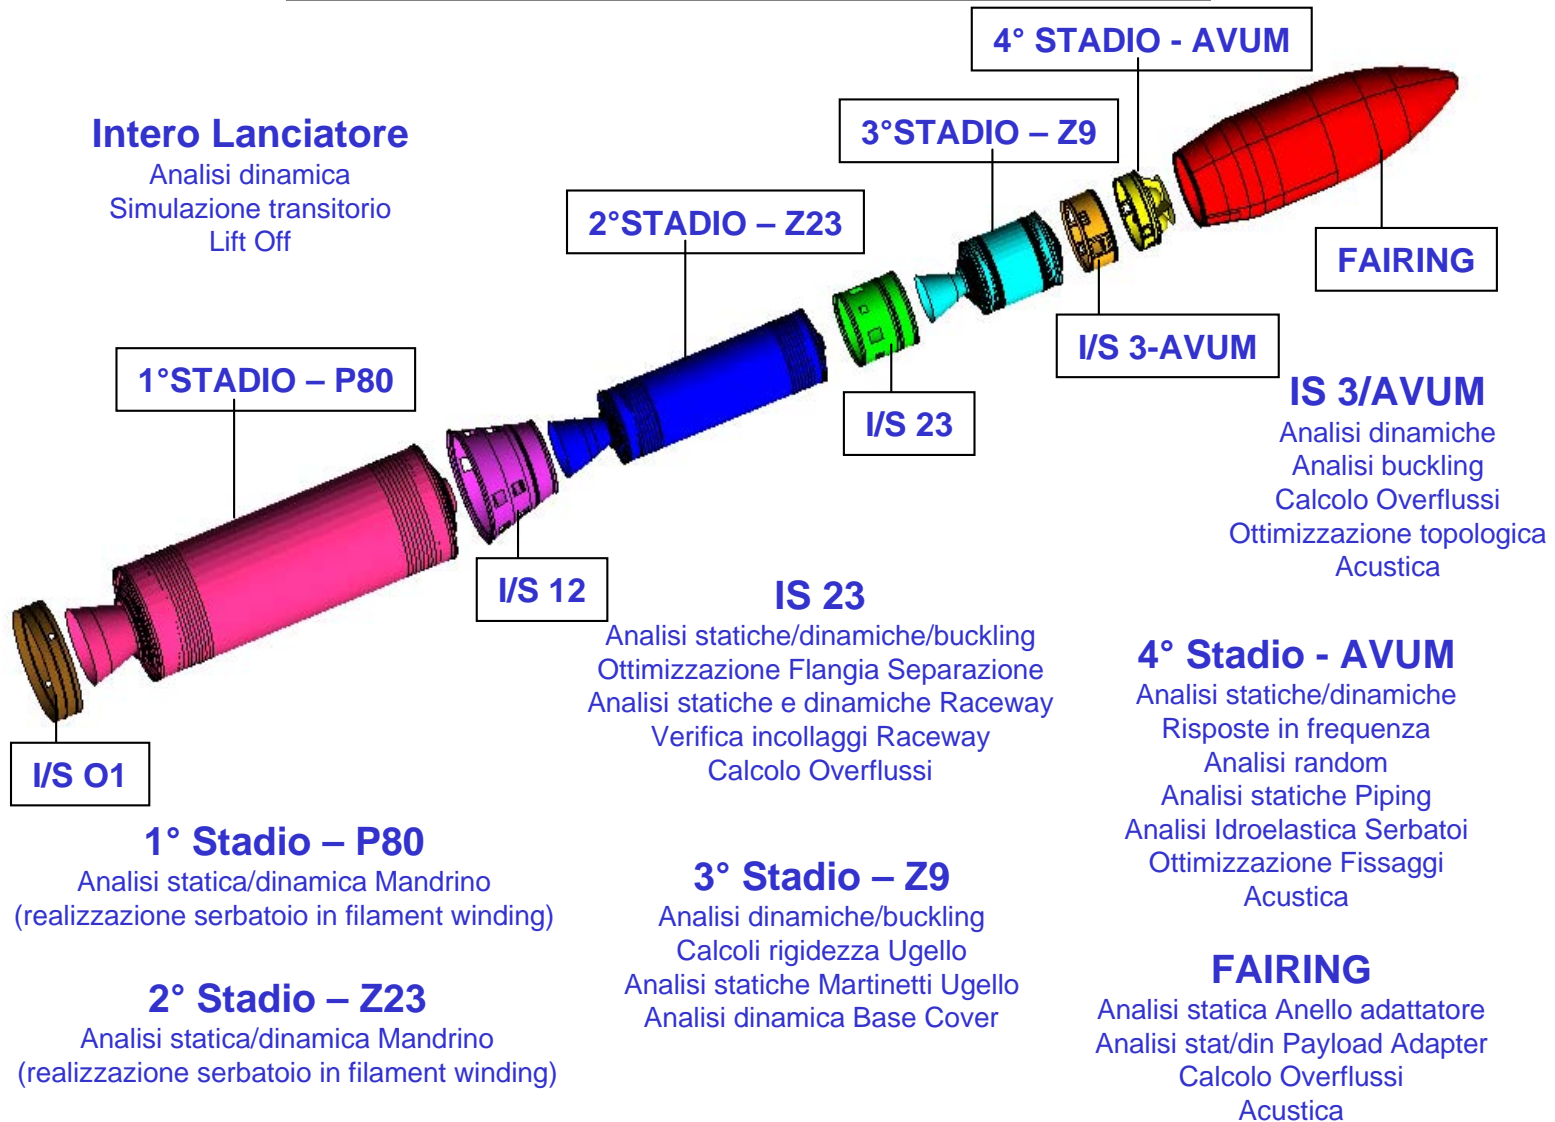 4° STADIO - AVUM
3°STADIO – Z9
2°STADIO – Z23
1°STADIO – P80
FAIRING
I/S 3-AVUM
I/S 23
I/S 12
I/S O1
Intero Lanciatore
Analisi dinamica
Simulazione transitorio
Lift Off
IS 3/AVUM
Analisi dinamiche
Analisi buckling
Calcolo Overflussi
Ottimizzazione topologica
Acustica
IS 23
Analisi statiche/dinamiche/buckling
Ottimizzazione Flangia Separazione
Analisi statiche e dinamiche Raceway
Verifica incollaggi Raceway
Calcolo Overflussi
4° Stadio - AVUM
Analisi statiche/dinamiche
Risposte in frequenza
Analisi random
Analisi statiche Piping
Analisi Idroelastica Serbatoi
Ottimizzazione Fissaggi
Acustica
1° Stadio – P80
Analisi statica/dinamica Mandrino
(realizzazione serbatoio in filament winding)
3° Stadio – Z9
Analisi dinamiche/buckling
Calcoli rigidezza Ugello
Analisi statiche Martinetti Ugello
Analisi dinamica Base Cover
2° Stadio – Z23
Analisi statica/dinamica Mandrino
(realizzazione serbatoio in filament winding)
FAIRING
Analisi statica Anello adattatore
Analisi stat/din Payload Adapter
Calcolo Overflussi
Acustica